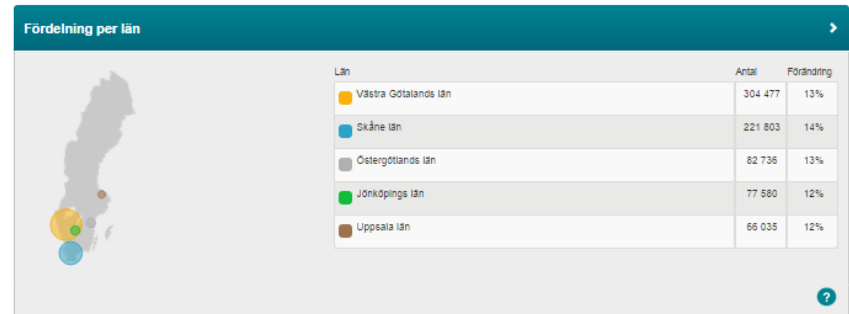 Fördelning per län
Län Antal Förändring
Västra Götalands län 304 477 13%
Skåne län 221 803 14%
Östergötlands län 82 736 13%
Jönköpings län 77 580 12%
Uppsala län 66 035 12%
?